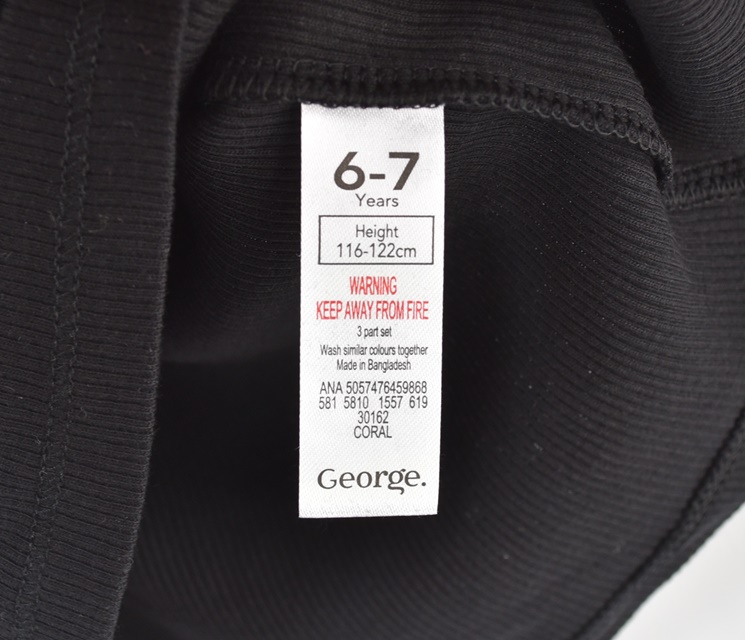 6-7
Years
Height
116-122cm
WARNING
KEEP AWAY FROM FIRE
3 part set
Wash similar colours together
Made in Bangladesh
ANA 5057476459868
581 5810 1557 619
30162
CORAL
George.